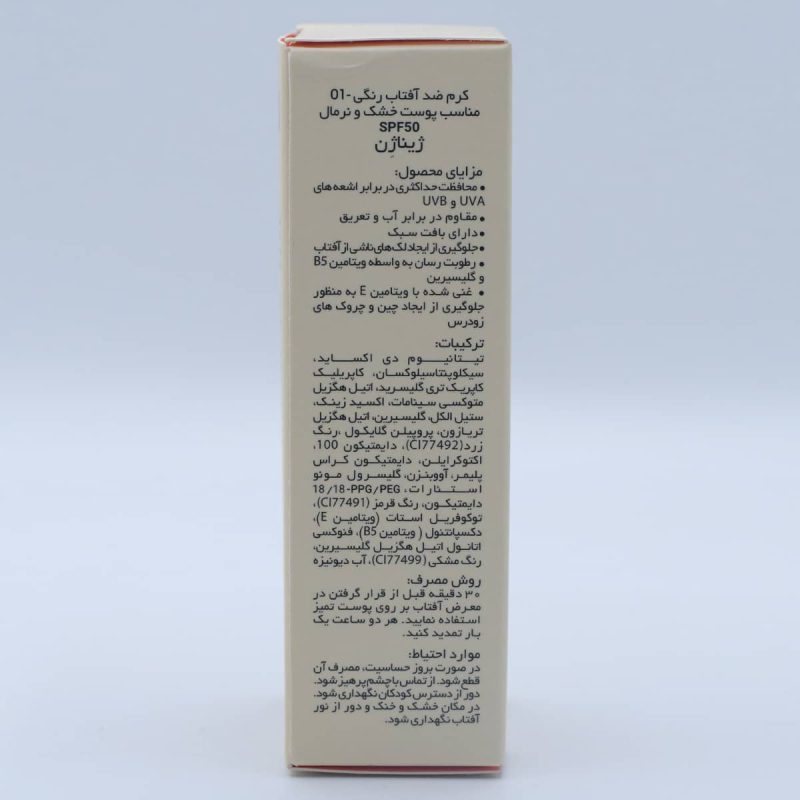 کرم ضد آفتاب رنگی -01
مناسب پوست خشک و نرمال
SPF50
ژیناژن
مزایای محصول:
• محافظت حداکثری در برابر اشعه های
UVA و UVB
• مقاوم در برابر آب و تعریق
• دارای بافت سبک
• جلوگیری از ایجاد لک های ناشی از آفتاب
• رطوبت رسان به واسطه ویتامین B5
و گلیسیرین
• غنی شده با ویتامین E به منظور
جلوگیری از ایجاد چین و چروک های
زودرس
ترکیبات:
تیتانیوم دی اکساید،
سیکلوپنتاسیلوکسان، کاپریلیک
کاپریک تری گلیسرید، اتیل هگزیل
متوکسی سینامات، اکسید زینک،
ستیل الکل، گلیسیرین، اتیل هگزیل
تریازون، پروپیلن گلایکول ،رنگ
زرد(CI77492)، دایمتیکون 100،
اکتوکرایلن، دایمتیکون کراس
پلیمر، آووبنزن، گلیسرول مونو
استئارات، PPG/PEG-18/18
دایمتیکون، رنگ قرمز (CI77491)،
توکوفریل استات (ویتامین E)،
دکسپانتنول ( ویتامین B5)، فنوکسی
اتانول اتیل هگزیل گلیسیرین،
رنگ مشکی (CI77499)، آب دیونیزه
روش مصرف:
۳۰ دقیقه قبل از قرار گرفتن در
معرض آفتاب بر روی پوست تمیز
استفاده نمایید. هر دو ساعت یک
بار تمدید کنید.
موارد احتیاط:
در صورت بروز حساسیت، مصرف آن
قطع شود. از تماس با چشم پرهیز شود.
دور از دسترس کودکان نگهداری شود.
در مکان خشک و خنک و دور از نور
آفتاب نگهداری شود.